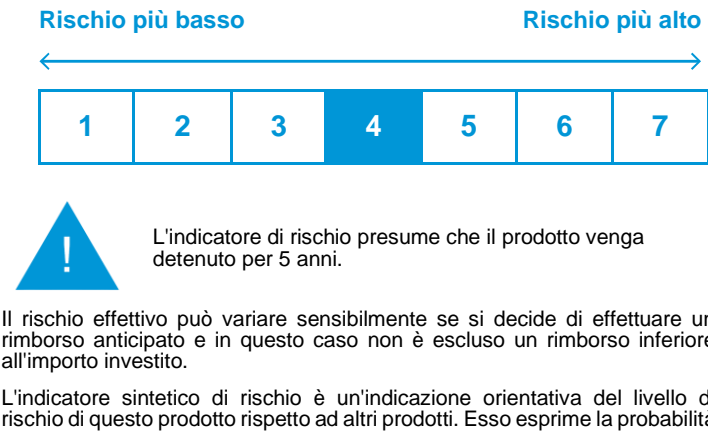 Rischio più basso Rischio più alto
1 2 3 4 5 6 7
!
L'indicatore di rischio presume che il prodotto venga
detenuto per 5 anni.
Il rischio effettivo può variare sensibilmente se si decide di effettuare un
rimborso anticipato e in questo caso non è escluso un rimborso inferiore
all'importo investito.
L'indicatore sintetico di rischio è un'indicazione orientativa del livello d
rischio di questo prodotto rispetto ad altri prodotti. Esso esprime la probabilità